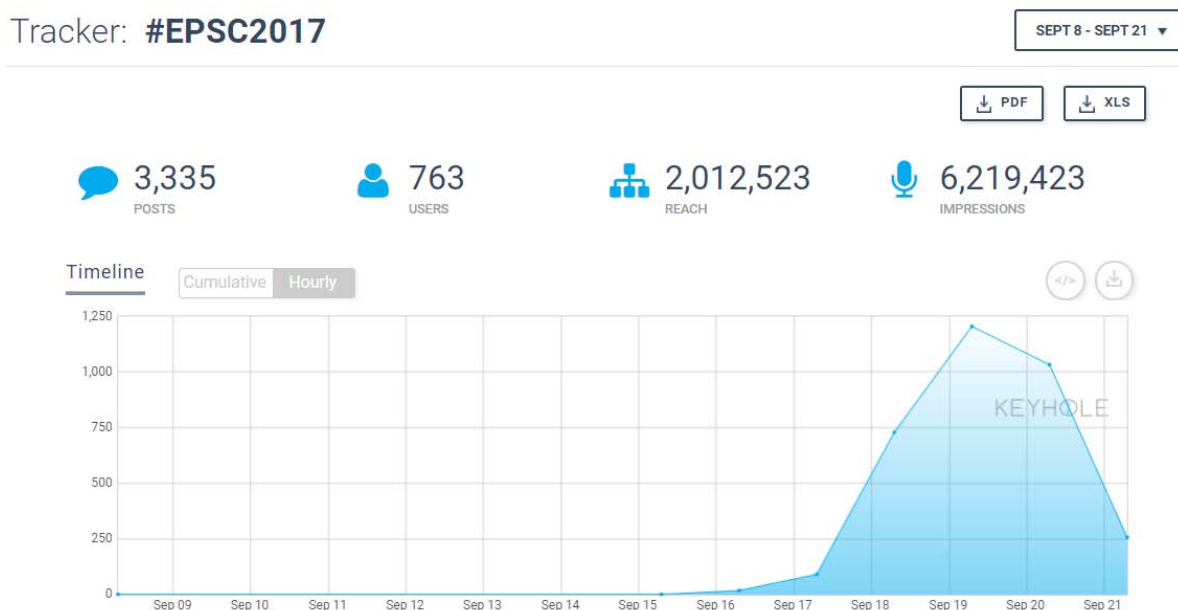 Tracker: #EPSC2017
SEPT 8 - SEPT 21
PDF XLS
3,335 763 2,012,523 6,219,423
POSTS USERS REACH IMPRESSIONS
Timeline Cumulative Hourly </>
1,250
1,000
KEYHOLE
750
500
250
0
Sep 09 Sep 10 Sep 11 Sep 12 Sep 13 Sep 14 Sep 15 Sep 16 Sep 17 Sep 18 Sep 19 Sep 20 Sep 21